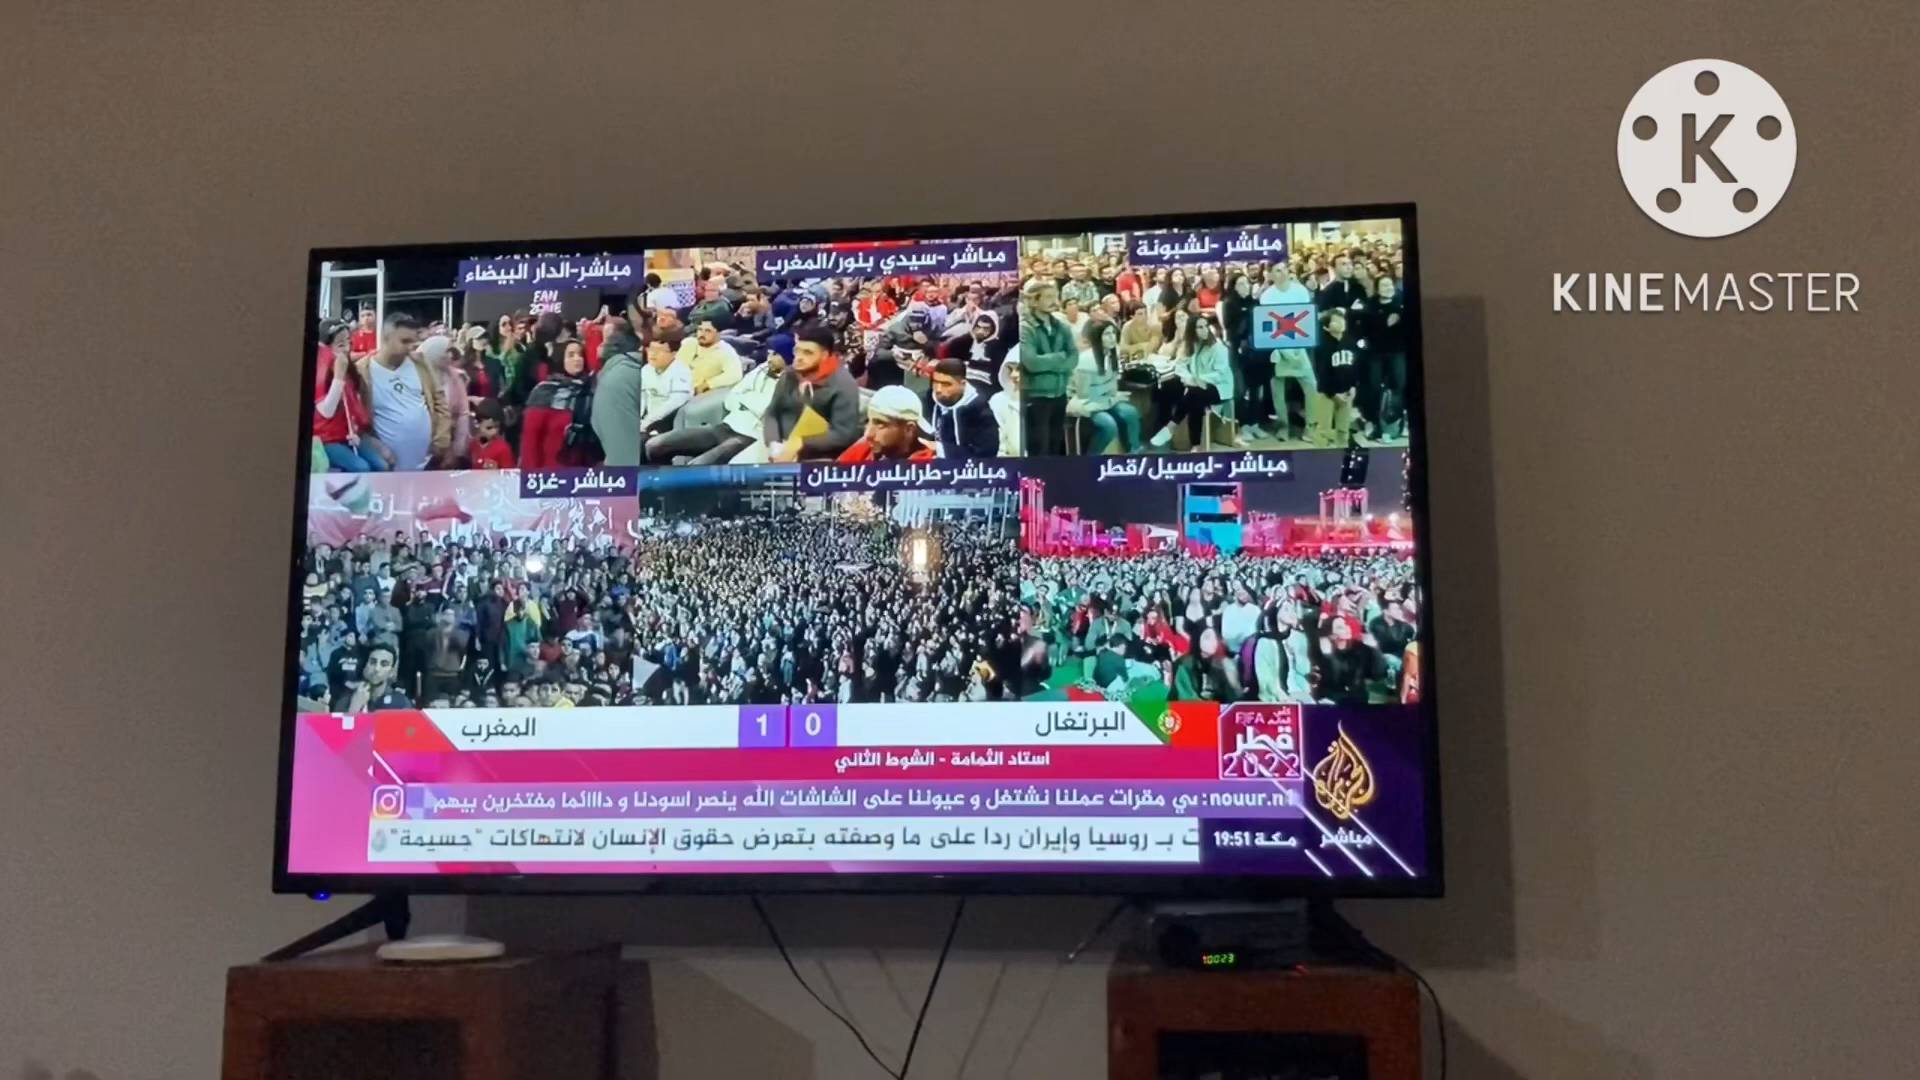 KINEMASTER
مباشر-الدار البيضاء
مباشر -سيدي بنور/المغرب
مباشر -لشبونة
FAN
ZONE
مباشر -غزة
مباشر-طرابلس/لبنان
مباشر -لوسيل/قطر
المغرب 1 0 البرتغال
FIFA
قطر
2022
استاد الثمامة - الشوط الثاني
nouur.n1: في مقرات عملنا نشتغل و عيوننا على الشاشات الله ينصر اسودنا و داااائما مفتخرين بيهم
ت بـ روسيا وإيران ردا على ما وصفته بتعرض حقوق الإنسان لانتهاكات "جسيمة"
مكة 19:51
مباشر
10023